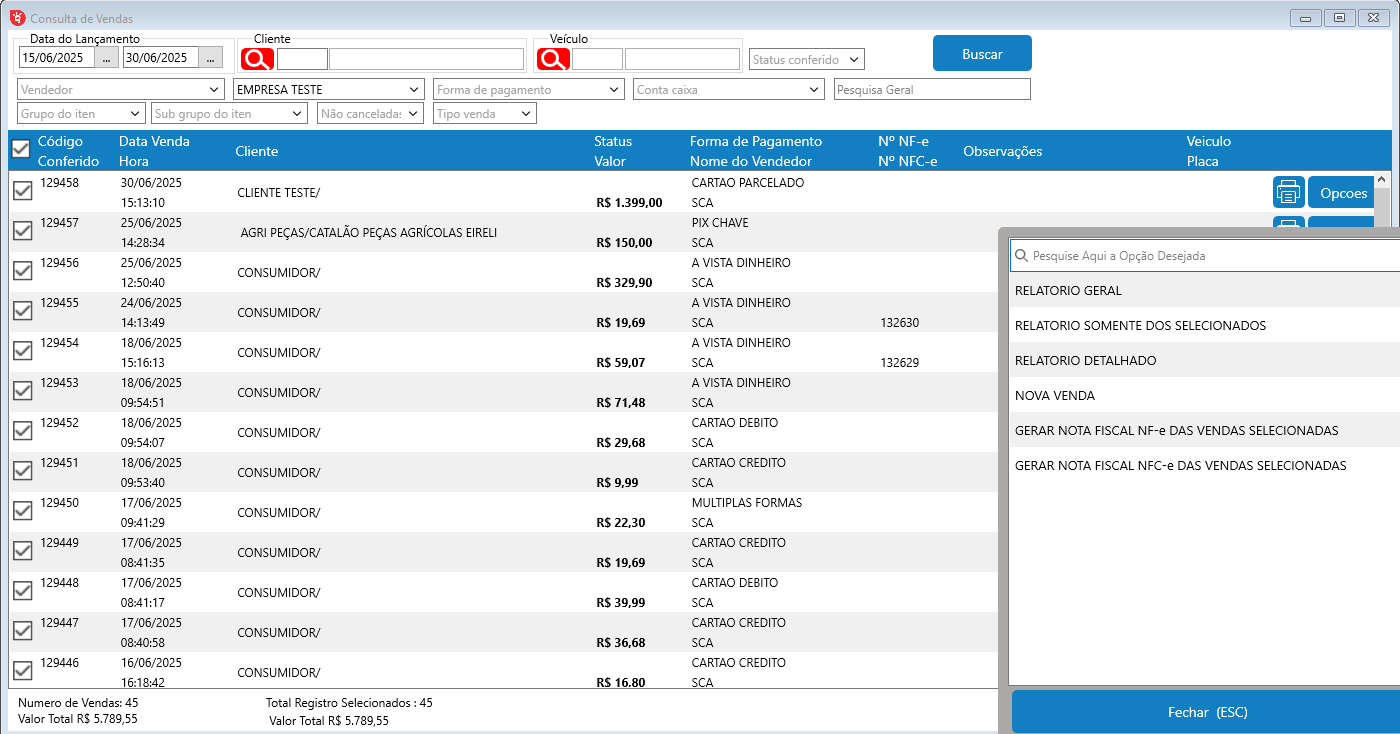 Consulta de Vendas
Data do Lançamento
Cliente
Veículo
15/06/2025 ... 30/06/2025 ...
Status conferido
Buscar
Vendedor
EMPRESA TESTE
Forma de pagamento
Conta caixa
Pesquisa Geral
Grupo do iten
Sub grupo do iten
Não canceladas
Tipo venda
Código Data Venda Status Forma de Pagamento Nº NF-e Veiculo
Cliente Observações
Conferido Hora Valor Nome do Vendedor Nº NFC-e Placa
129458 30/06/2025 CARTAO PARCELADO
CLIENTE TESTE/ Opcoes
15:13:10 R$ 1.399,00 SCA
129457 25/06/2025 PIX CHAVE
AGRI PEÇAS/CATALÃO PEÇAS AGRÍCOLAS EIRELI
14:28:34 R$ 150,00 SCA
129456 25/06/2025 A VISTA DINHEIRO
CONSUMIDOR/
12:50:40 R$ 329,90 SCA
129455 24/06/2025 A VISTA DINHEIRO
CONSUMIDOR/
14:13:49 R$ 19,69 SCA 132630
129454 18/06/2025 A VISTA DINHEIRO
CONSUMIDOR/
15:16:13 R$ 59,07 SCA 132629
129453 18/06/2025 A VISTA DINHEIRO
CONSUMIDOR/
09:54:51 R$ 71,48 SCA
129452 18/06/2025 CARTAO DEBITO
CONSUMIDOR/
09:54:07 R$ 29,68 SCA
129451 18/06/2025 CARTAO CREDITO
CONSUMIDOR/
09:53:40 R$ 9,99 SCA
129450 17/06/2025 MULTIPLAS FORMAS
CONSUMIDOR/
09:41:29 R$ 22,30 SCA
129449 17/06/2025 CARTAO CREDITO
CONSUMIDOR/
08:41:35 R$ 19,69 SCA
129448 17/06/2025 CARTAO DEBITO
CONSUMIDOR/
08:41:17 R$ 39,99 SCA
129447 17/06/2025 CARTAO CREDITO
CONSUMIDOR/
08:40:58 R$ 36,68 SCA
129446 16/06/2025 CARTAO CREDITO
CONSUMIDOR/
16:18:42 R$ 16,80 SCA
Numero de Vendas: 45
Valor Total R$ 5.789,55
Total Registro Selecionados : 45
Valor Total R$ 5.789,55
Pesquise Aqui a Opção Desejada
RELATORIO GERAL
RELATORIO SOMENTE DOS SELECIONADOS
RELATORIO DETALHADO
NOVA VENDA
GERAR NOTA FISCAL NF-e DAS VENDAS SELECIONADAS
GERAR NOTA FISCAL NFC-e DAS VENDAS SELECIONADAS
Fechar (ESC)